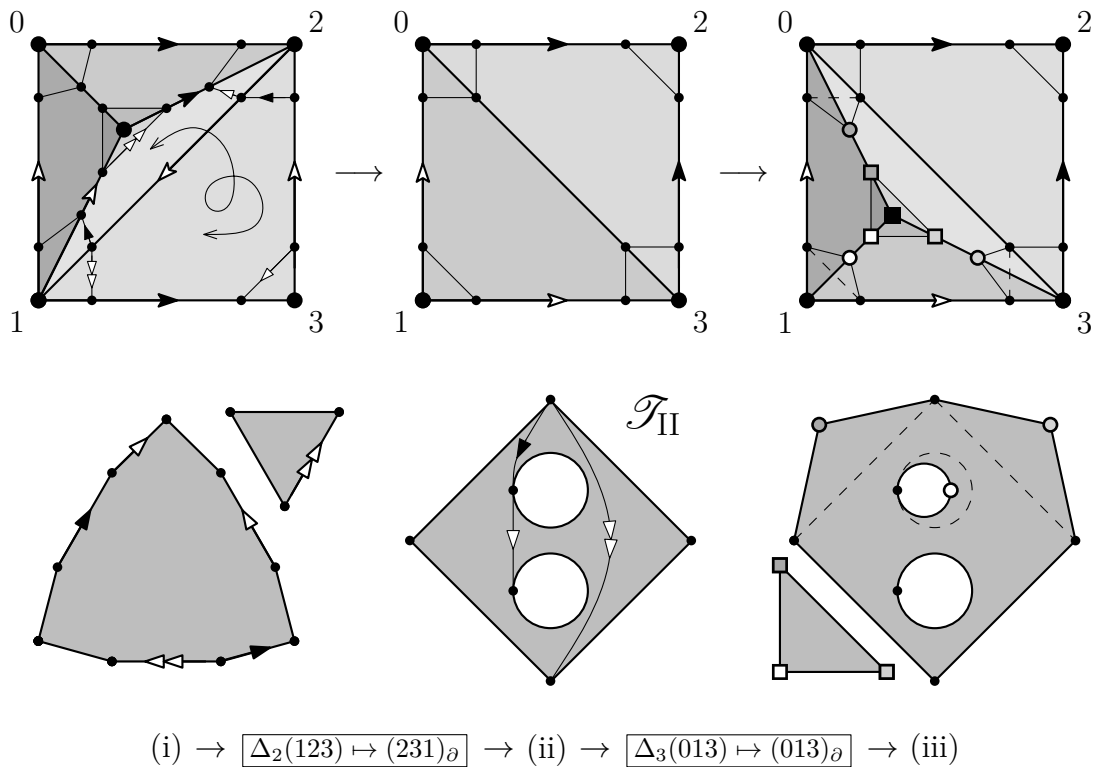 0 2 0 2 0 2
⟶ ⟶
1 3 1 3 1 3
𝒯_II
(i) → Δ₂(123) ↦ (231)_∂ → (ii) → Δ₃(013) ↦ (013)_∂ → (iii)